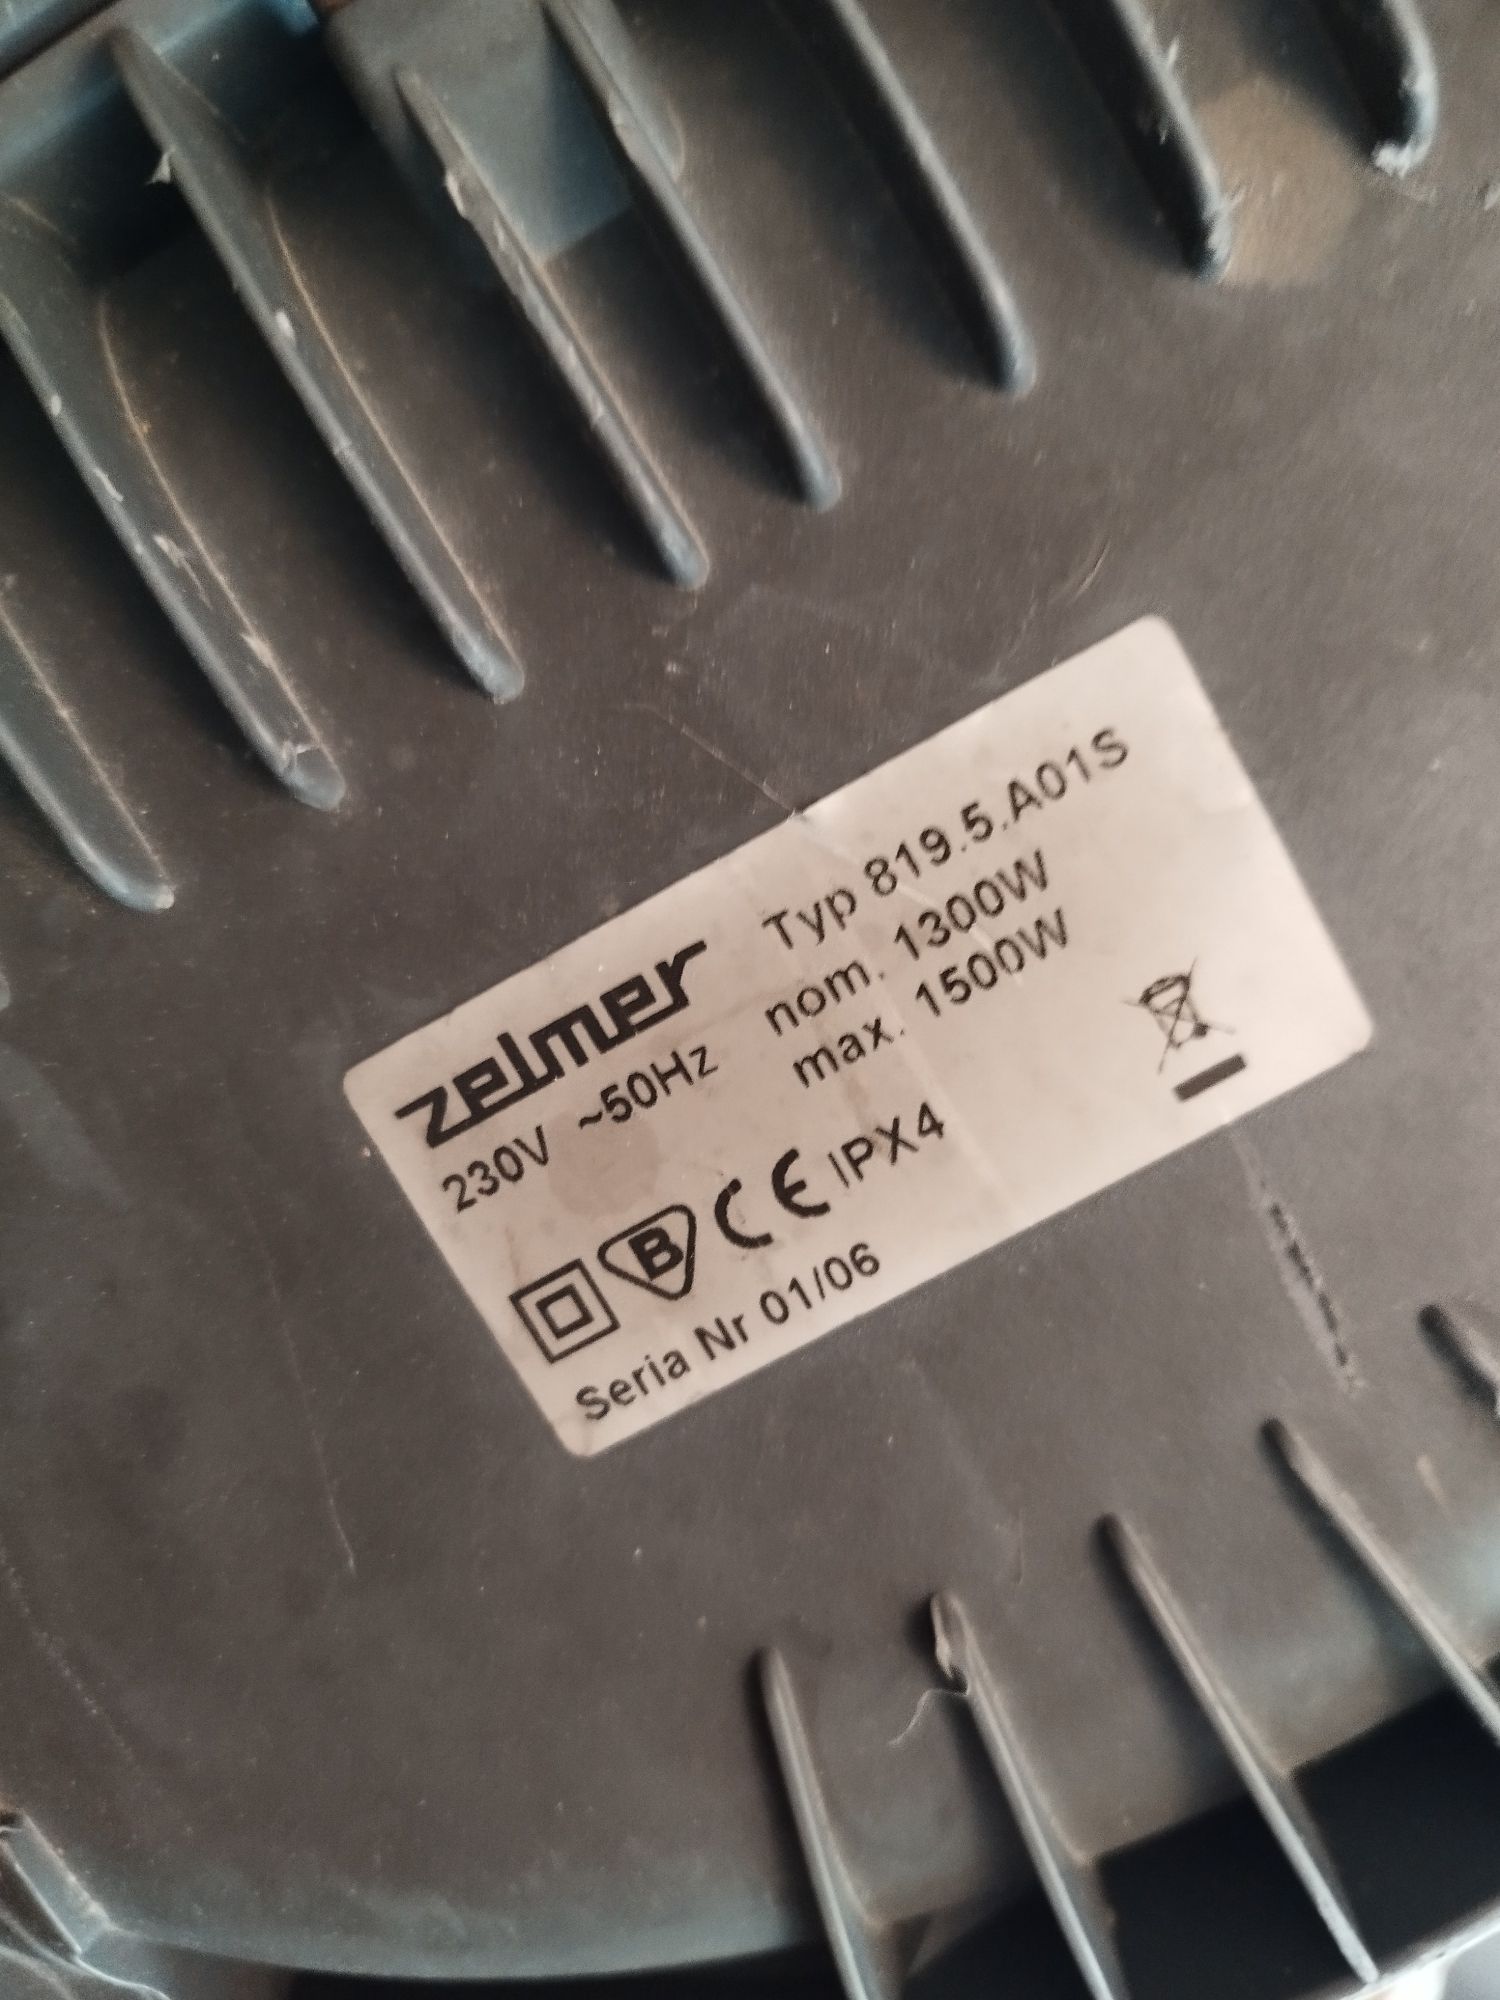 zelmer
Typ 819.5.A01S
230V ~50Hz
nom. 1300W
max. 1500W
B CE IPX4
Seria Nr 01/06